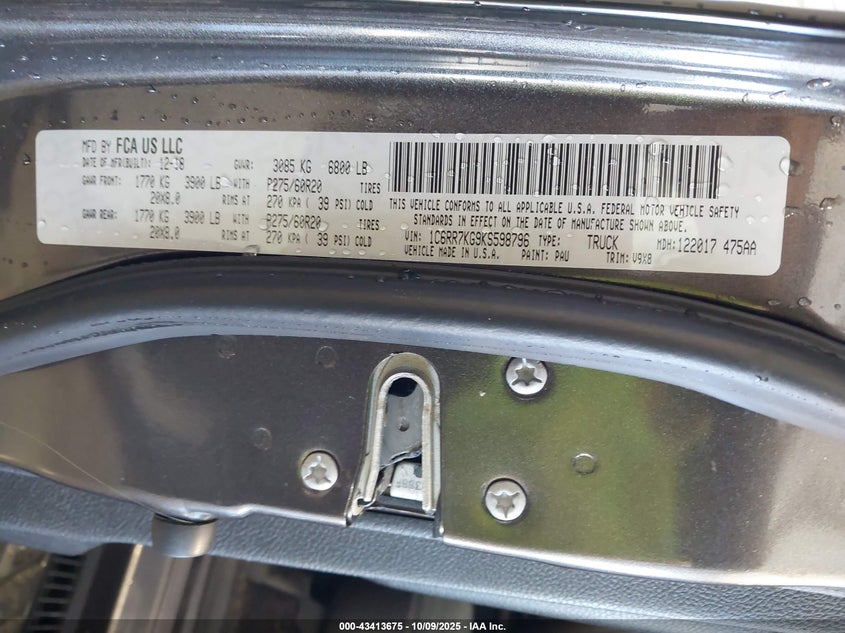 MFD BY FCA US LLC
DATE OF MFR(BUILT): 12-18 GVWR: 3085 KG 6800 LB
GAWR FRONT: 1770 KG 3900 LB WITH P275/60R20 TIRES
20X8.0 RIMS AT 270 KPA ( 39 PSI) COLD
GAWR REAR: 1770 KG 3900 LB WITH P275/60R20 TIRES
20X8.0 RIMS AT 270 KPA ( 39 PSI) COLD
THIS VEHICLE CONFORMS TO ALL APPLICABLE U.S.A. FEDERAL MOTOR VEHICLE SAFETY
STANDARDS IN EFFECT ON THE DATE OF MANUFACTURE SHOWN ABOVE.
VIN: 1C6RR7KG9KS598796 TYPE: TRUCK MDH:122017 475AA
VEHICLE MADE IN U.S.A. PAINT: PAU TRIM: V9X8
000-43413675 - 10/09/2025 - IAA Inc.